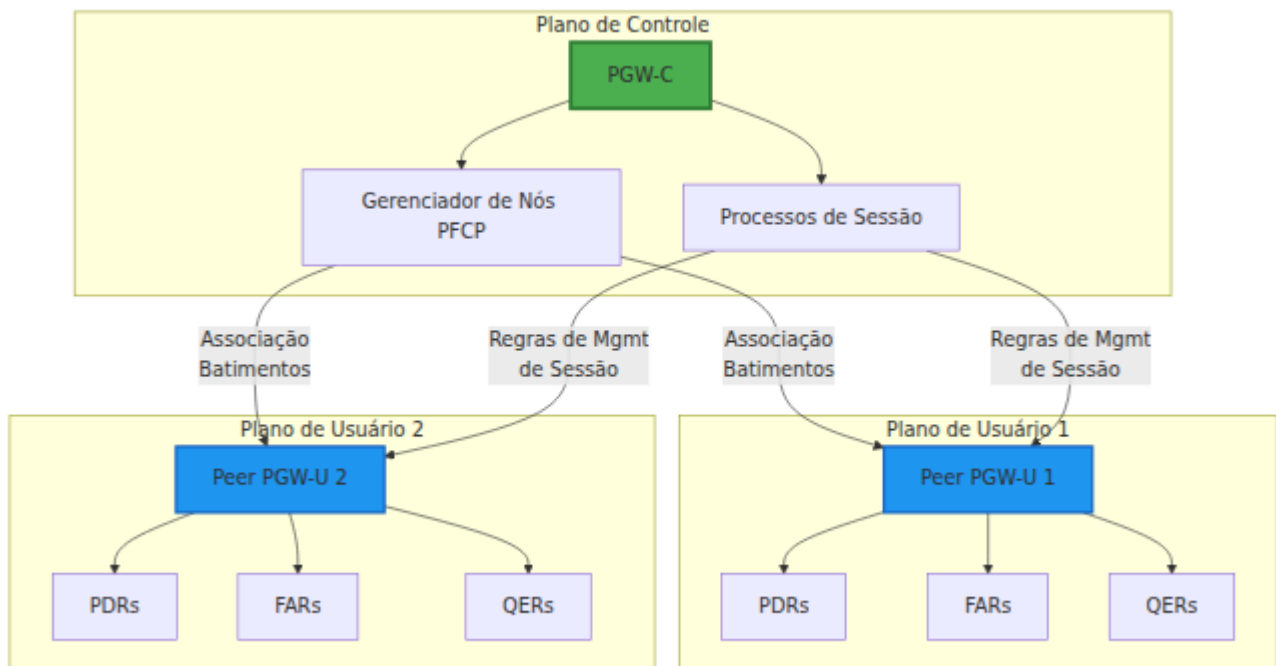 Plano de Controle
PGW-C
Gerenciador de Nós
PFCP
Processos de Sessão
Associação
Batimentos
Regras de Mgmt
de Sessão
Associação
Batimentos
Regras de Mgmt
de Sessão
Plano de Usuário 2
Peer PGW-U 2
PDRs
FARs
QERs
Plano de Usuário 1
Peer PGW-U 1
PDRs
FARs
QERs